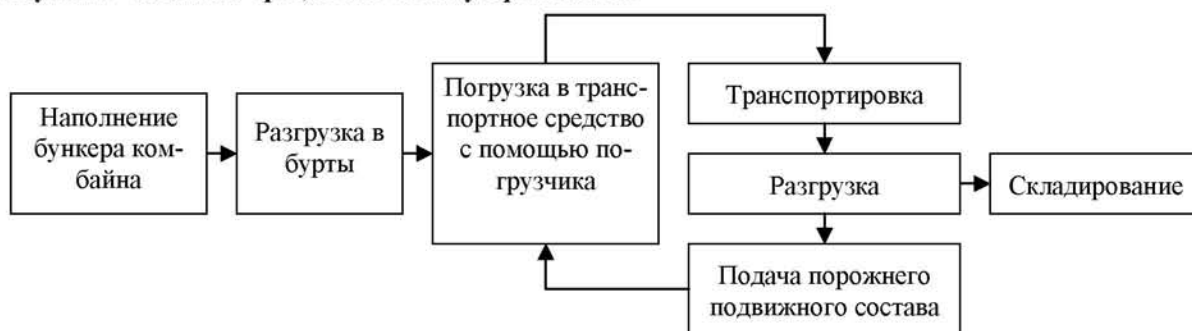 Наполнение
бункера ком-
байна
Разгрузка в
бурты
Погрузка в транс-
портное средство
с помощью по-
грузчика
Транспортировка
Разгрузка
Складирование
Подача порожнего
подвижного состава